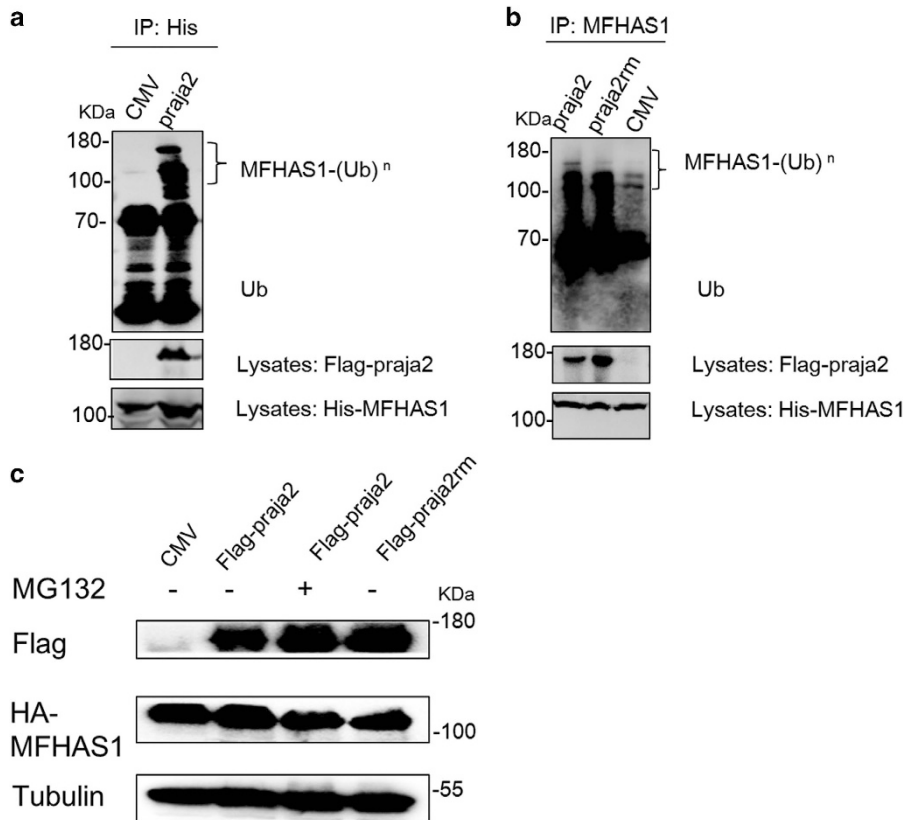 a
IP: His
CMV
praja2
KDa
180-
100-
70-
MFHAS1-(Ub) n
Ub
180-
Lysates: Flag-praja2
100-
Lysates: His-MFHAS1
b
IP: MFHAS1
praja2
praja2rm
CMV
KDa
180-
100-
70-
MFHAS1-(Ub) n
Ub
180-
Lysates: Flag-praja2
100-
Lysates: His-MFHAS1
c
CMV
Flag-praja2
Flag-praja2
Flag-praja2rm
MG132 - - + -
KDa
Flag
-180
HA-
MFHAS1
-100
Tubulin
-55